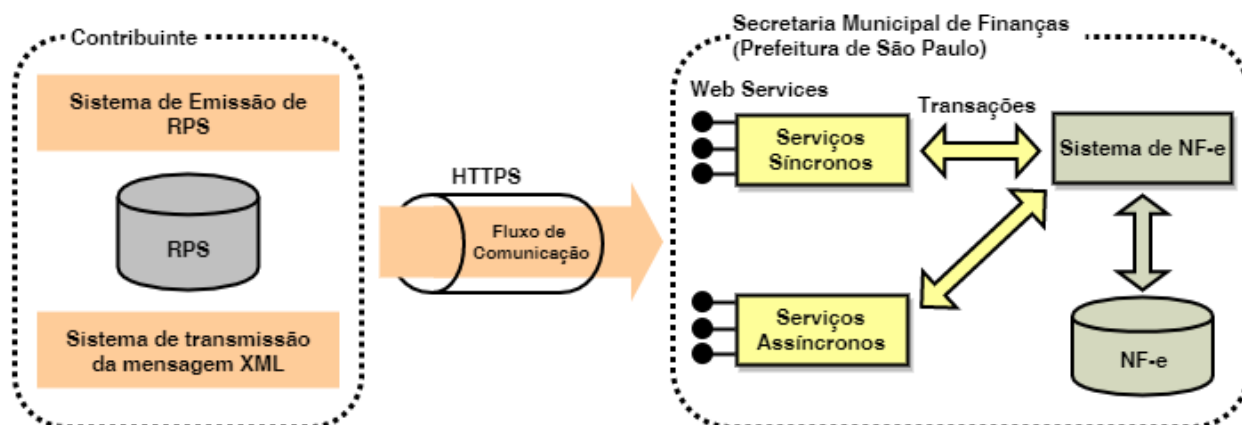 Contribuinte
Sistema de Emissão de
RPS
RPS
Sistema de transmissão
da mensagem XML
HTTPS
Fluxo de
Comunicação
Secretaria Municipal de Finanças
(Prefeitura de São Paulo)
Web Services
Transações
Serviços
Síncronos
Sistema de NF-e
Serviços
Assíncronos
NF-e